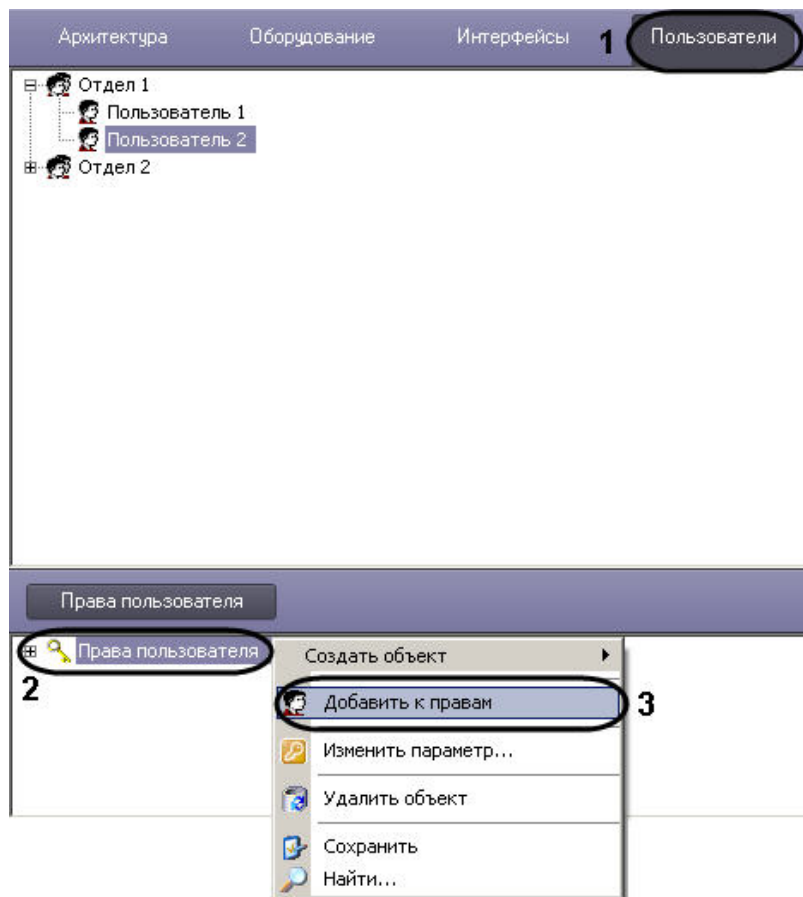 Архитектура Оборудование Интерфейсы 1 Пользователи
Отдел 1
Пользователь 1
Пользователь 2
Отдел 2
Права пользователя
Права пользователя
2
Создать объект
Добавить к правам 3
Изменить параметр...
Удалить объект
Сохранить
Найти...